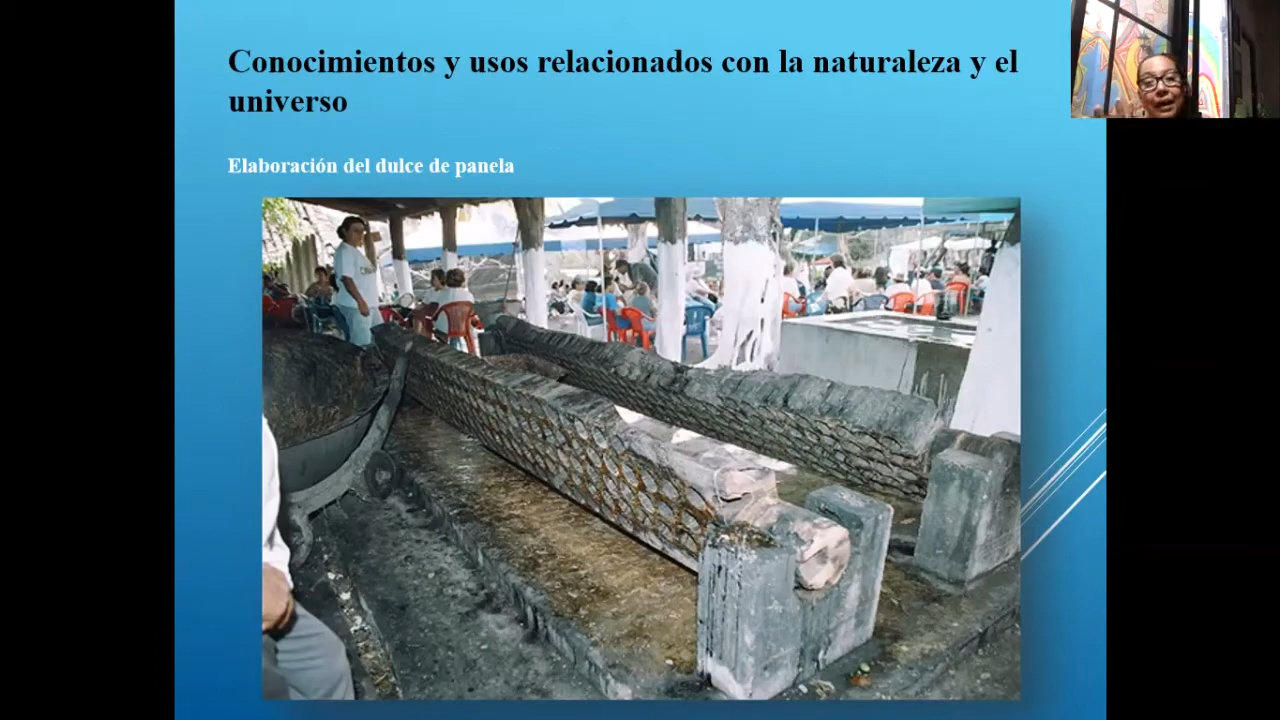 Conocimientos y usos relacionados con la naturaleza y el
universo
Elaboración del dulce de panela